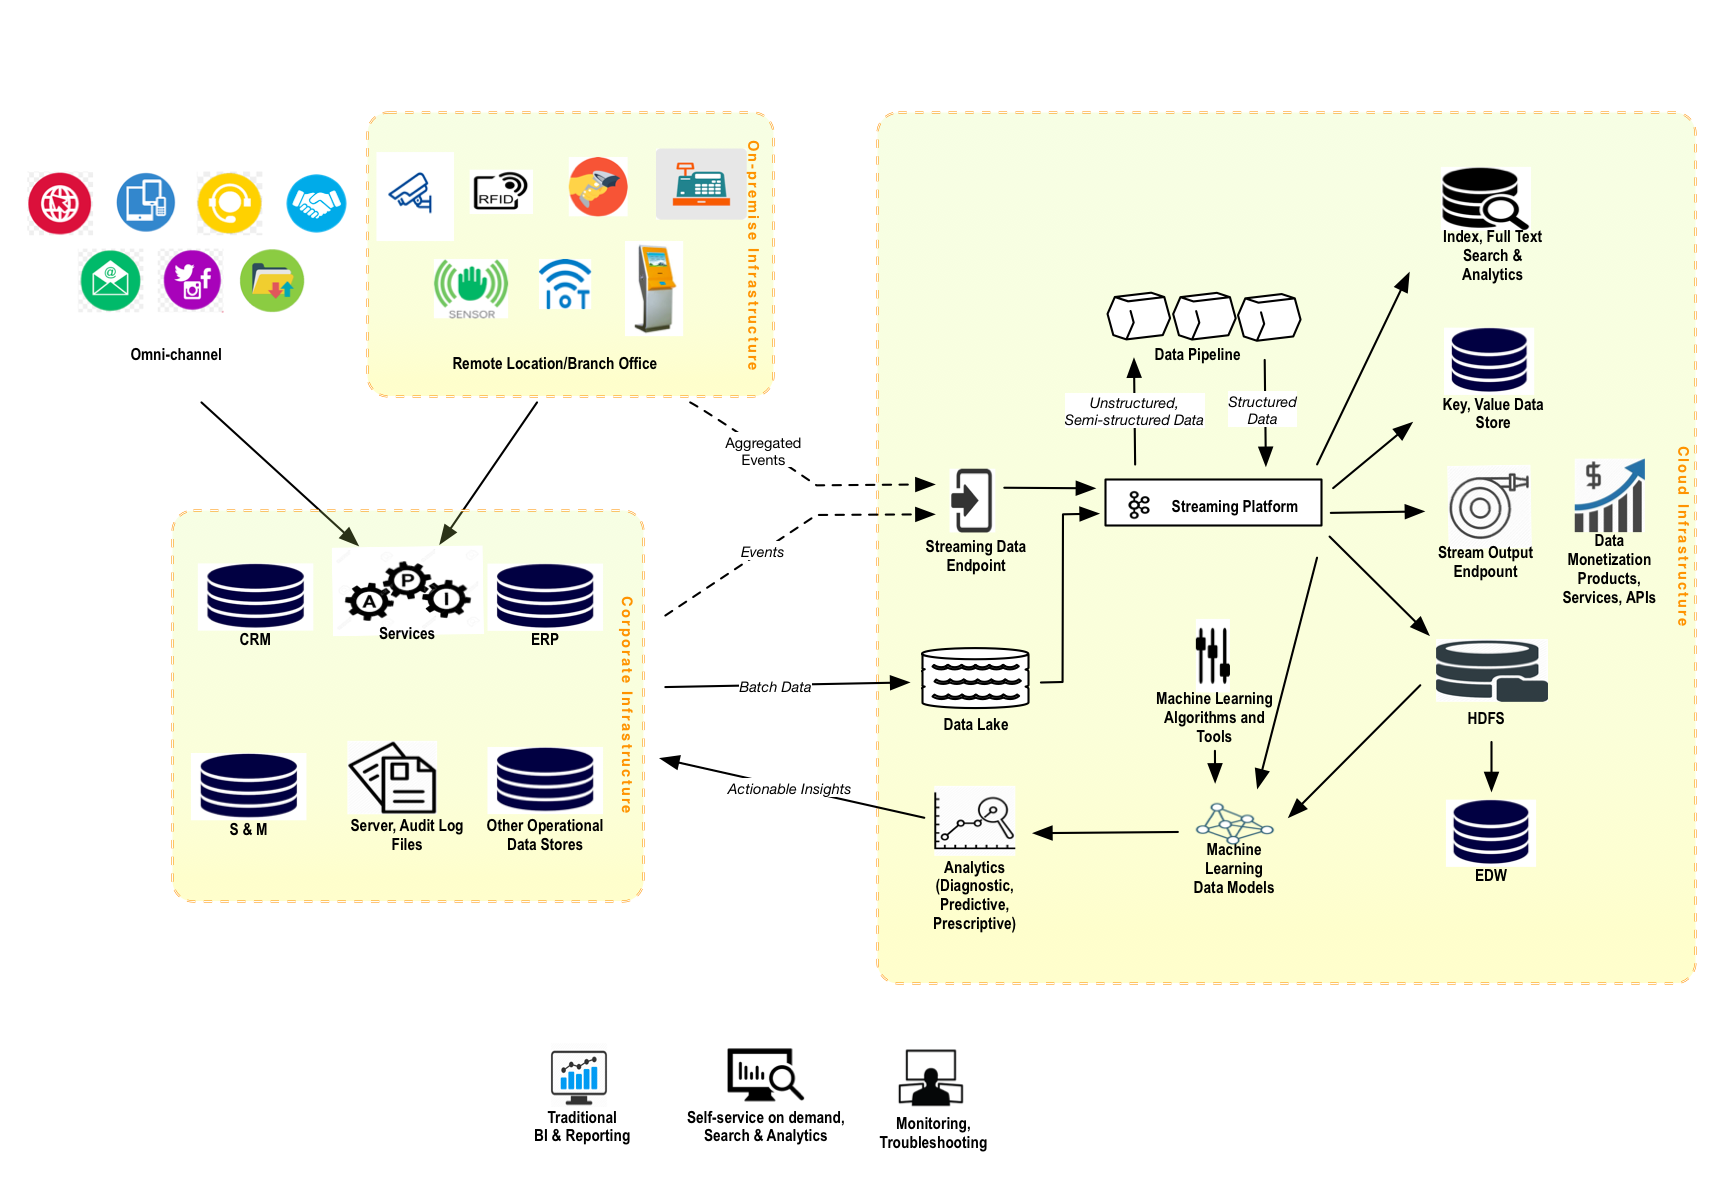 On-premise Infrastructure
RFID
SENSOR
IoT
@
Omni-channel
Remote Location/Branch Office
Aggregated
Events
Events
Batch Data
Actionable Insights
Corporate Infrastructure
CRM
A P I
Services
ERP
S & M
Server, Audit Log
Files
Other Operational
Data Stores
Cloud Infrastructure
Index, Full Text
Search &
Analytics
Data Pipeline
Unstructured,
Semi-structured Data
Structured
Data
Key, Value Data
Store
Streaming Data
Endpoint
Streaming Platform
Stream Output
Endpount
$
Data
Monetization
Products,
Services, APIs
Data Lake
Machine Learning
Algorithms and
Tools
HDFS
Analytics
(Diagnostic,
Predictive,
Prescriptive)
Machine
Learning
Data Models
EDW
Traditional
BI & Reporting
Self-service on demand,
Search & Analytics
Monitoring,
Troubleshooting